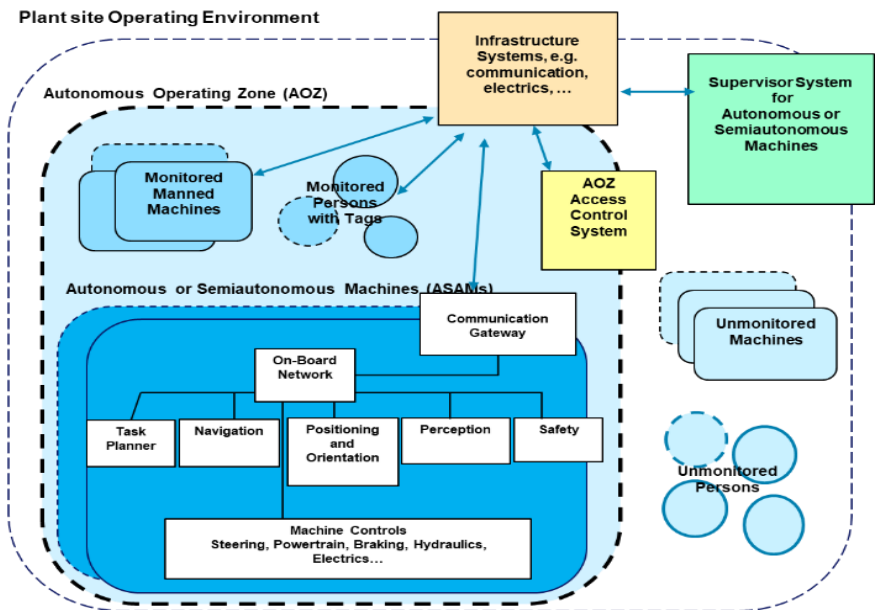 Plant site Operating Environment
Infrastructure
Systems, e.g.
communication,
electrics, …
Supervisor System
for
Autonomous or
Semiautonomous
Machines
Autonomous Operating Zone (AOZ)
Monitored
Manned
Machines
Monitored
Persons
with Tags
AOZ
Access
Control
System
Autonomous or Semiautonomous Machines (ASAMs)
Communication
Gateway
Unmonitored
Machines
On-Board
Network
Task
Planner
Navigation
Positioning
and
Orientation
Perception
Safety
Unmonitored
Persons
Machine Controls
Steering, Powertrain, Braking, Hydraulics,
Electrics…